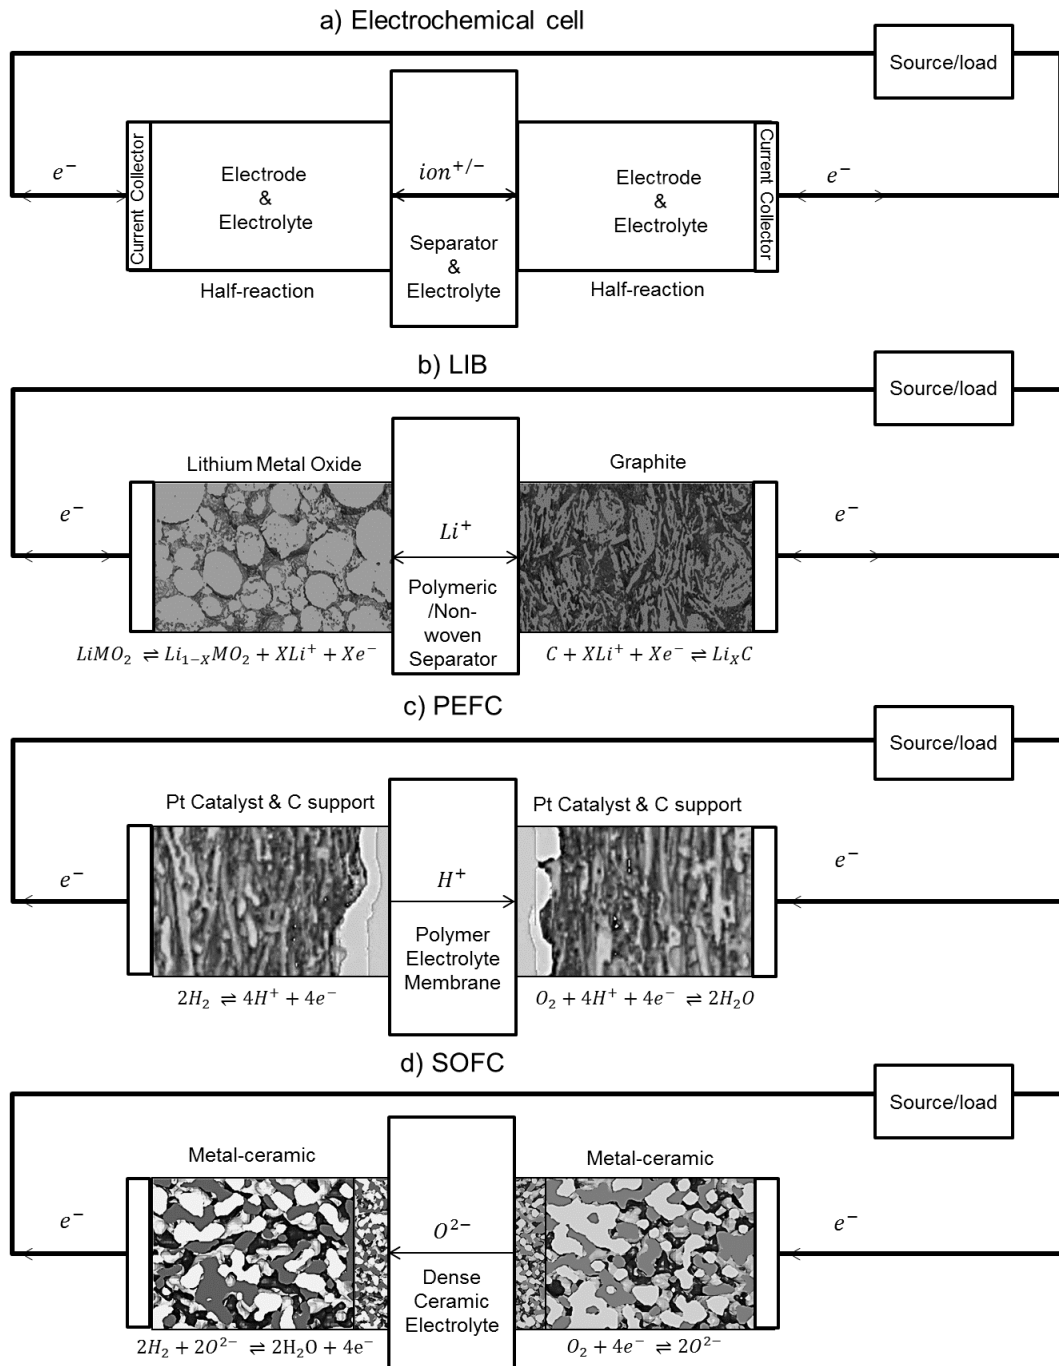 a) Electrochemical cell
Source/load
e⁻
Current Collector
Electrode
&
Electrolyte
ion⁺/⁻
Separator
&
Electrolyte
Electrode
&
Electrolyte
Current Collector
e⁻
Half-reaction
Half-reaction
b) LIB
Source/load
Lithium Metal Oxide
Graphite
e⁻
Li⁺
e⁻
Polymeric
/Non-
woven
Separator
LiMO₂ ⇌ Li₁₋XMO₂ + XLi⁺ + Xe⁻
C + XLi⁺ + Xe⁻ ⇌ LiXC
c) PEFC
Source/load
Pt Catalyst & C support
Pt Catalyst & C support
e⁻
H⁺
e⁻
Polymer
Electrolyte
Membrane
2H₂ ⇌ 4H⁺ + 4e⁻
O₂ + 4H⁺ + 4e⁻ ⇌ 2H₂O
d) SOFC
Source/load
Metal-ceramic
Metal-ceramic
e⁻
O²⁻
e⁻
Dense
Ceramic
Electrolyte
2H₂ + 2O²⁻ ⇌ 2H₂O + 4e⁻
O₂ + 4e⁻ ⇌ 2O²⁻